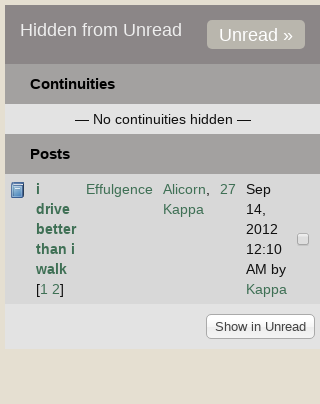 Hidden from Unread
Unread »
Continuities
— No continuities hidden —
Posts
i drive better than i walk [1 2]
Effulgence
Alicorn, Kappa
27
Sep 14, 2012 12:10 AM by Kappa
Show in Unread